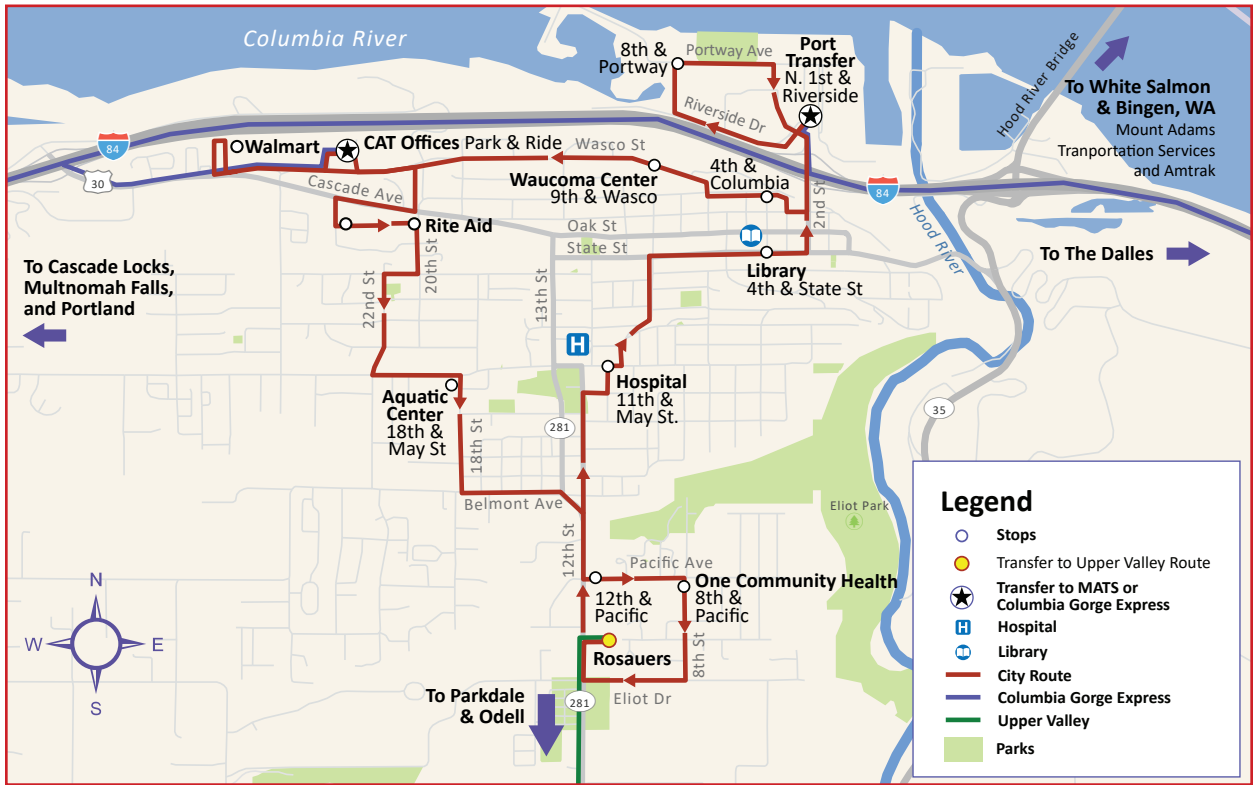 Columbia River
8th &
Portway
Portway Ave
Port
Transfer
N. 1st &
Riverside
Riverside Dr
Hood River Bridge
To White Salmon
& Bingen, WA
Mount Adams
Tranportation Services
and Amtrak
84
Walmart
CAT Offices Park & Ride
Wasco St
30
Cascade Ave
Waucoma Center
9th & Wasco
4th &
Columbia
2nd St
84
Hood River
Rite Aid
Oak St
State St
Library
4th & State St
To The Dalles
To Cascade Locks,
Multnomah Falls,
and Portland
22nd St
20th St
13th St
H
Hospital
11th &
May St.
Aquatic
Center
18th &
May St
18th St
281
35
Belmont Ave
Eliot Park
12th St
Pacific Ave
12th &
Pacific
One Community Health
8th &
Pacific
Rosauers
8th St
Eliot Dr
281
To Parkdale
& Odell
N
W
E
S
Legend
Stops
Transfer to Upper Valley Route
Transfer to MATS or
Columbia Gorge Express
H
Hospital
Library
City Route
Columbia Gorge Express
Upper Valley
Parks